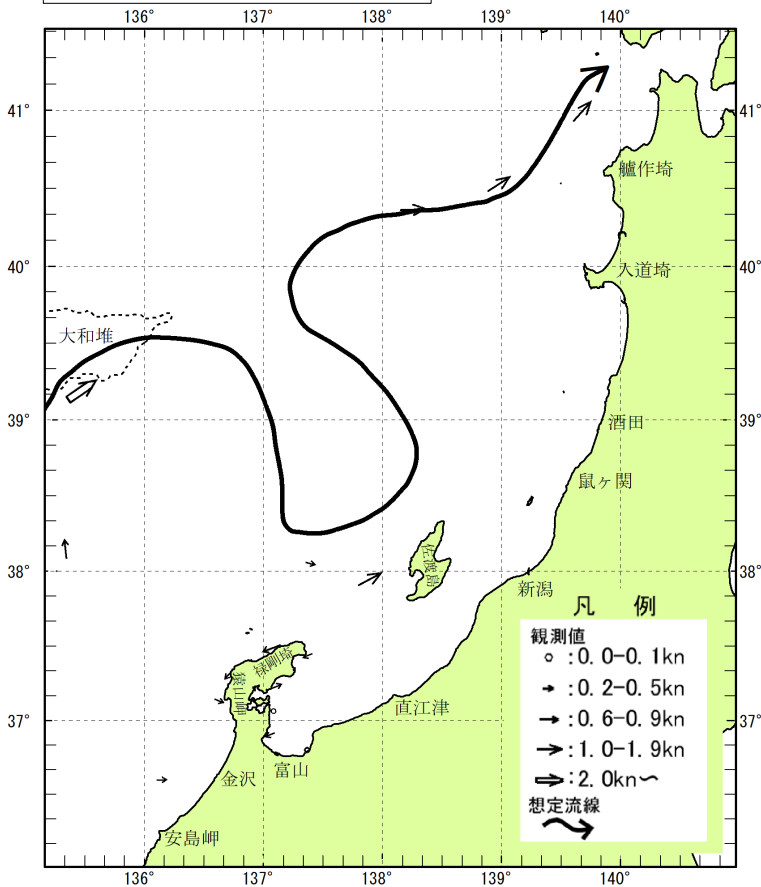 136° 137° 138° 139° 140°
41° 41°
艫作埼
40° 入道埼 40°
大和堆
39° 酒田 39°
鼠ヶ関
38° 佐渡島 38°
新潟
禄剛埼
猿山岬
37° 直江津 37°
金沢 富山
安島岬
凡 例
観測値
:0.0-0.1kn
:0.2-0.5kn
:0.6-0.9kn
:1.0-1.9kn
:2.0kn~
想定流線
136° 137° 138° 139° 140°